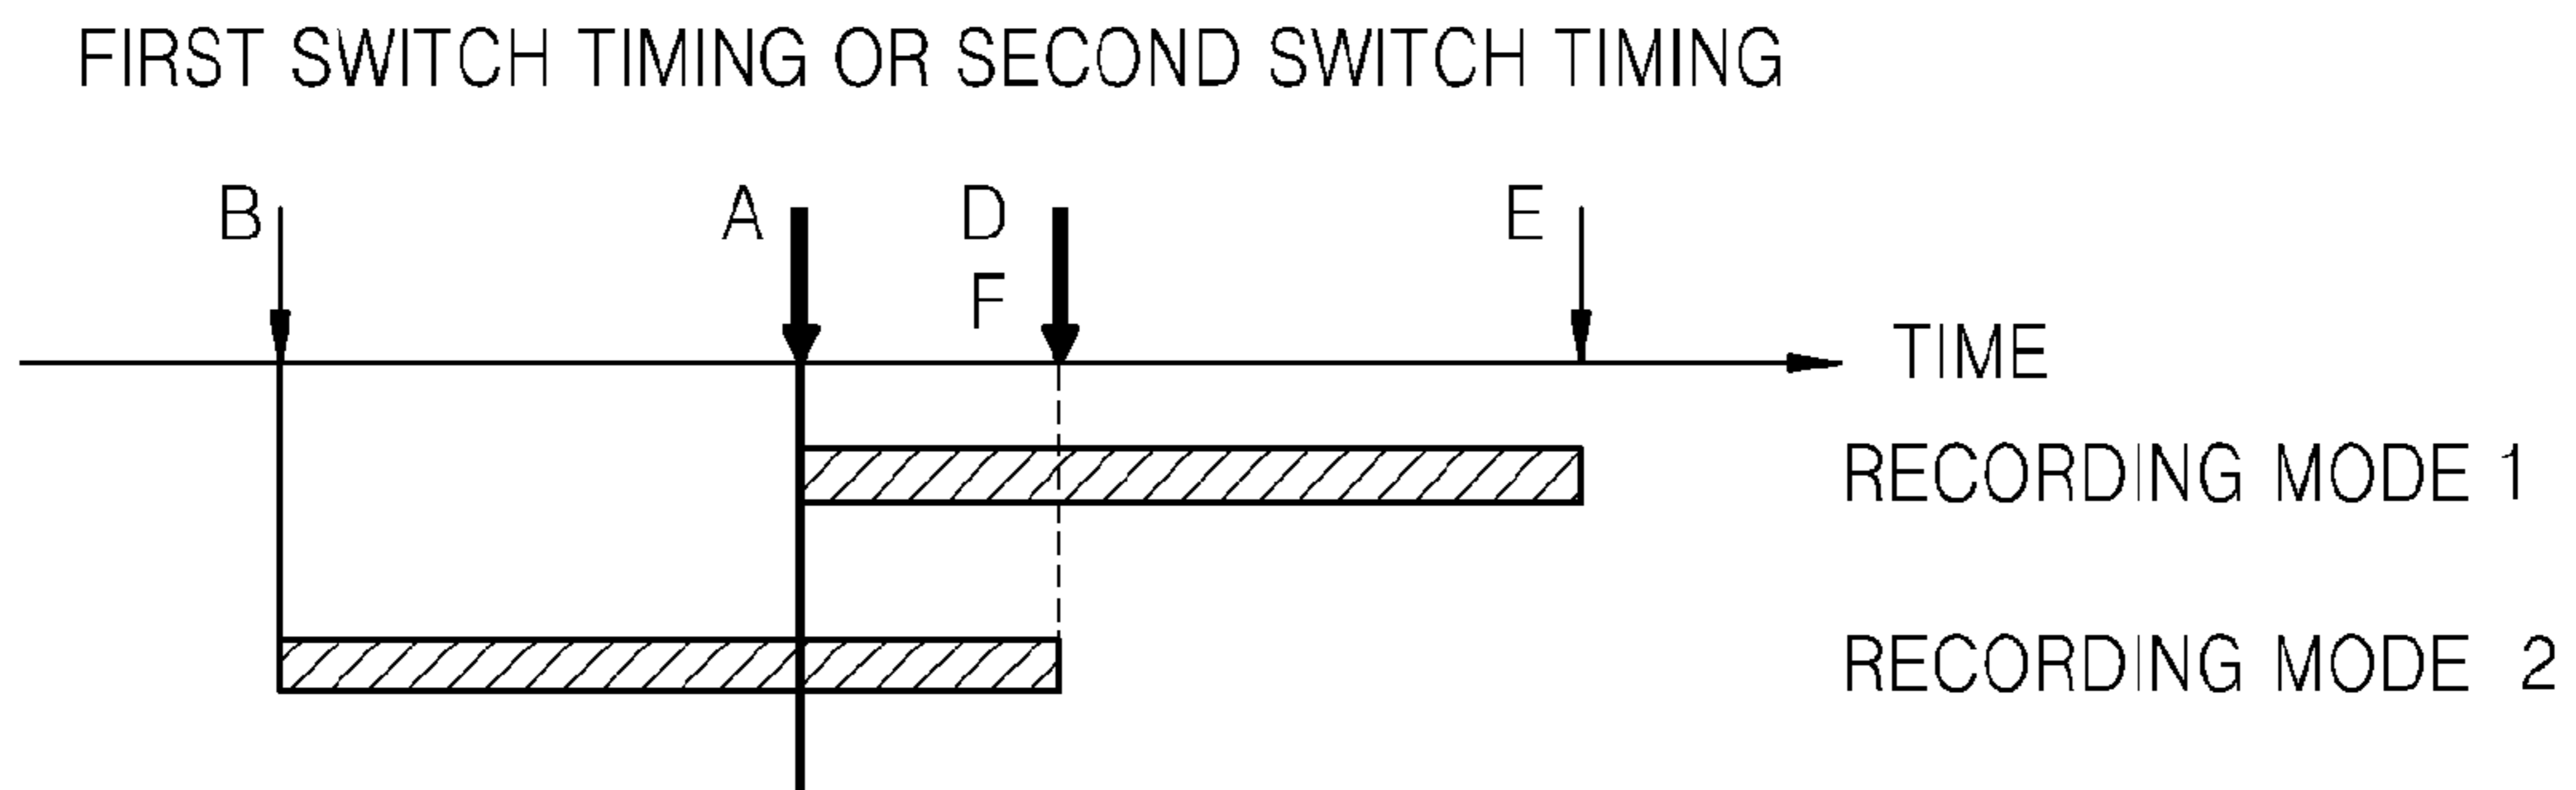 FIRST SWITCH TIMING OR SECOND SWITCH TIMING
B A D E
F
TIME
RECORDING MODE 1
RECORDING MODE 2